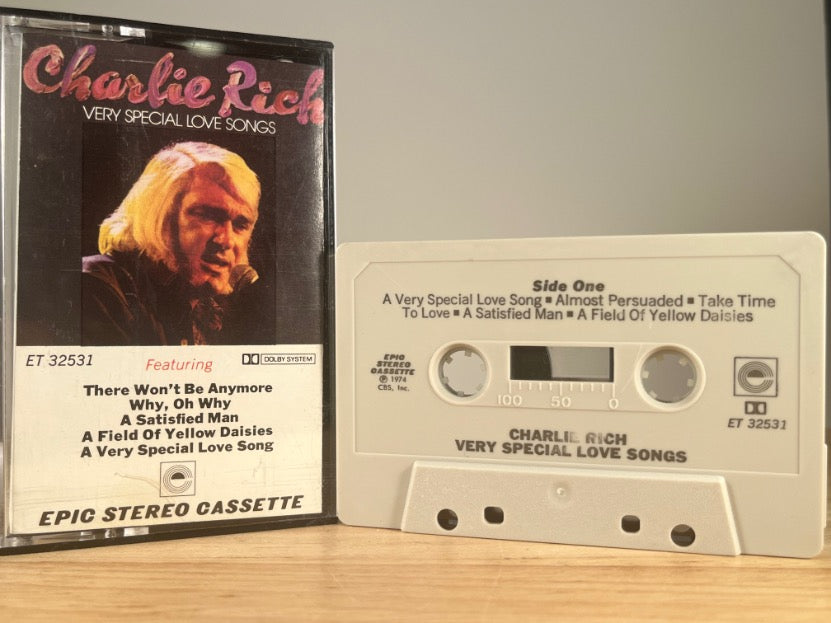 Charlie Rich
VERY SPECIAL LOVE SONGS
ET 32531
Featuring
DOLBY SYSTEM
There Won't Be Anymore
Why, Oh Why
A Satisfied Man
A Field Of Yellow Daisies
A Very Special Love Song
EPIC STEREO CASSETTE
Side One
A Very Special Love Song ■ Almost Persuaded ■ Take Time
To Love ■ A Satisfied Man ■ A Field Of Yellow Daisies
EPIC
STEREO
CASSETTE
℗ 1974
CBS, Inc.
100 50 0
ET 32531
CHARLIE RICH
VERY SPECIAL LOVE SONGS